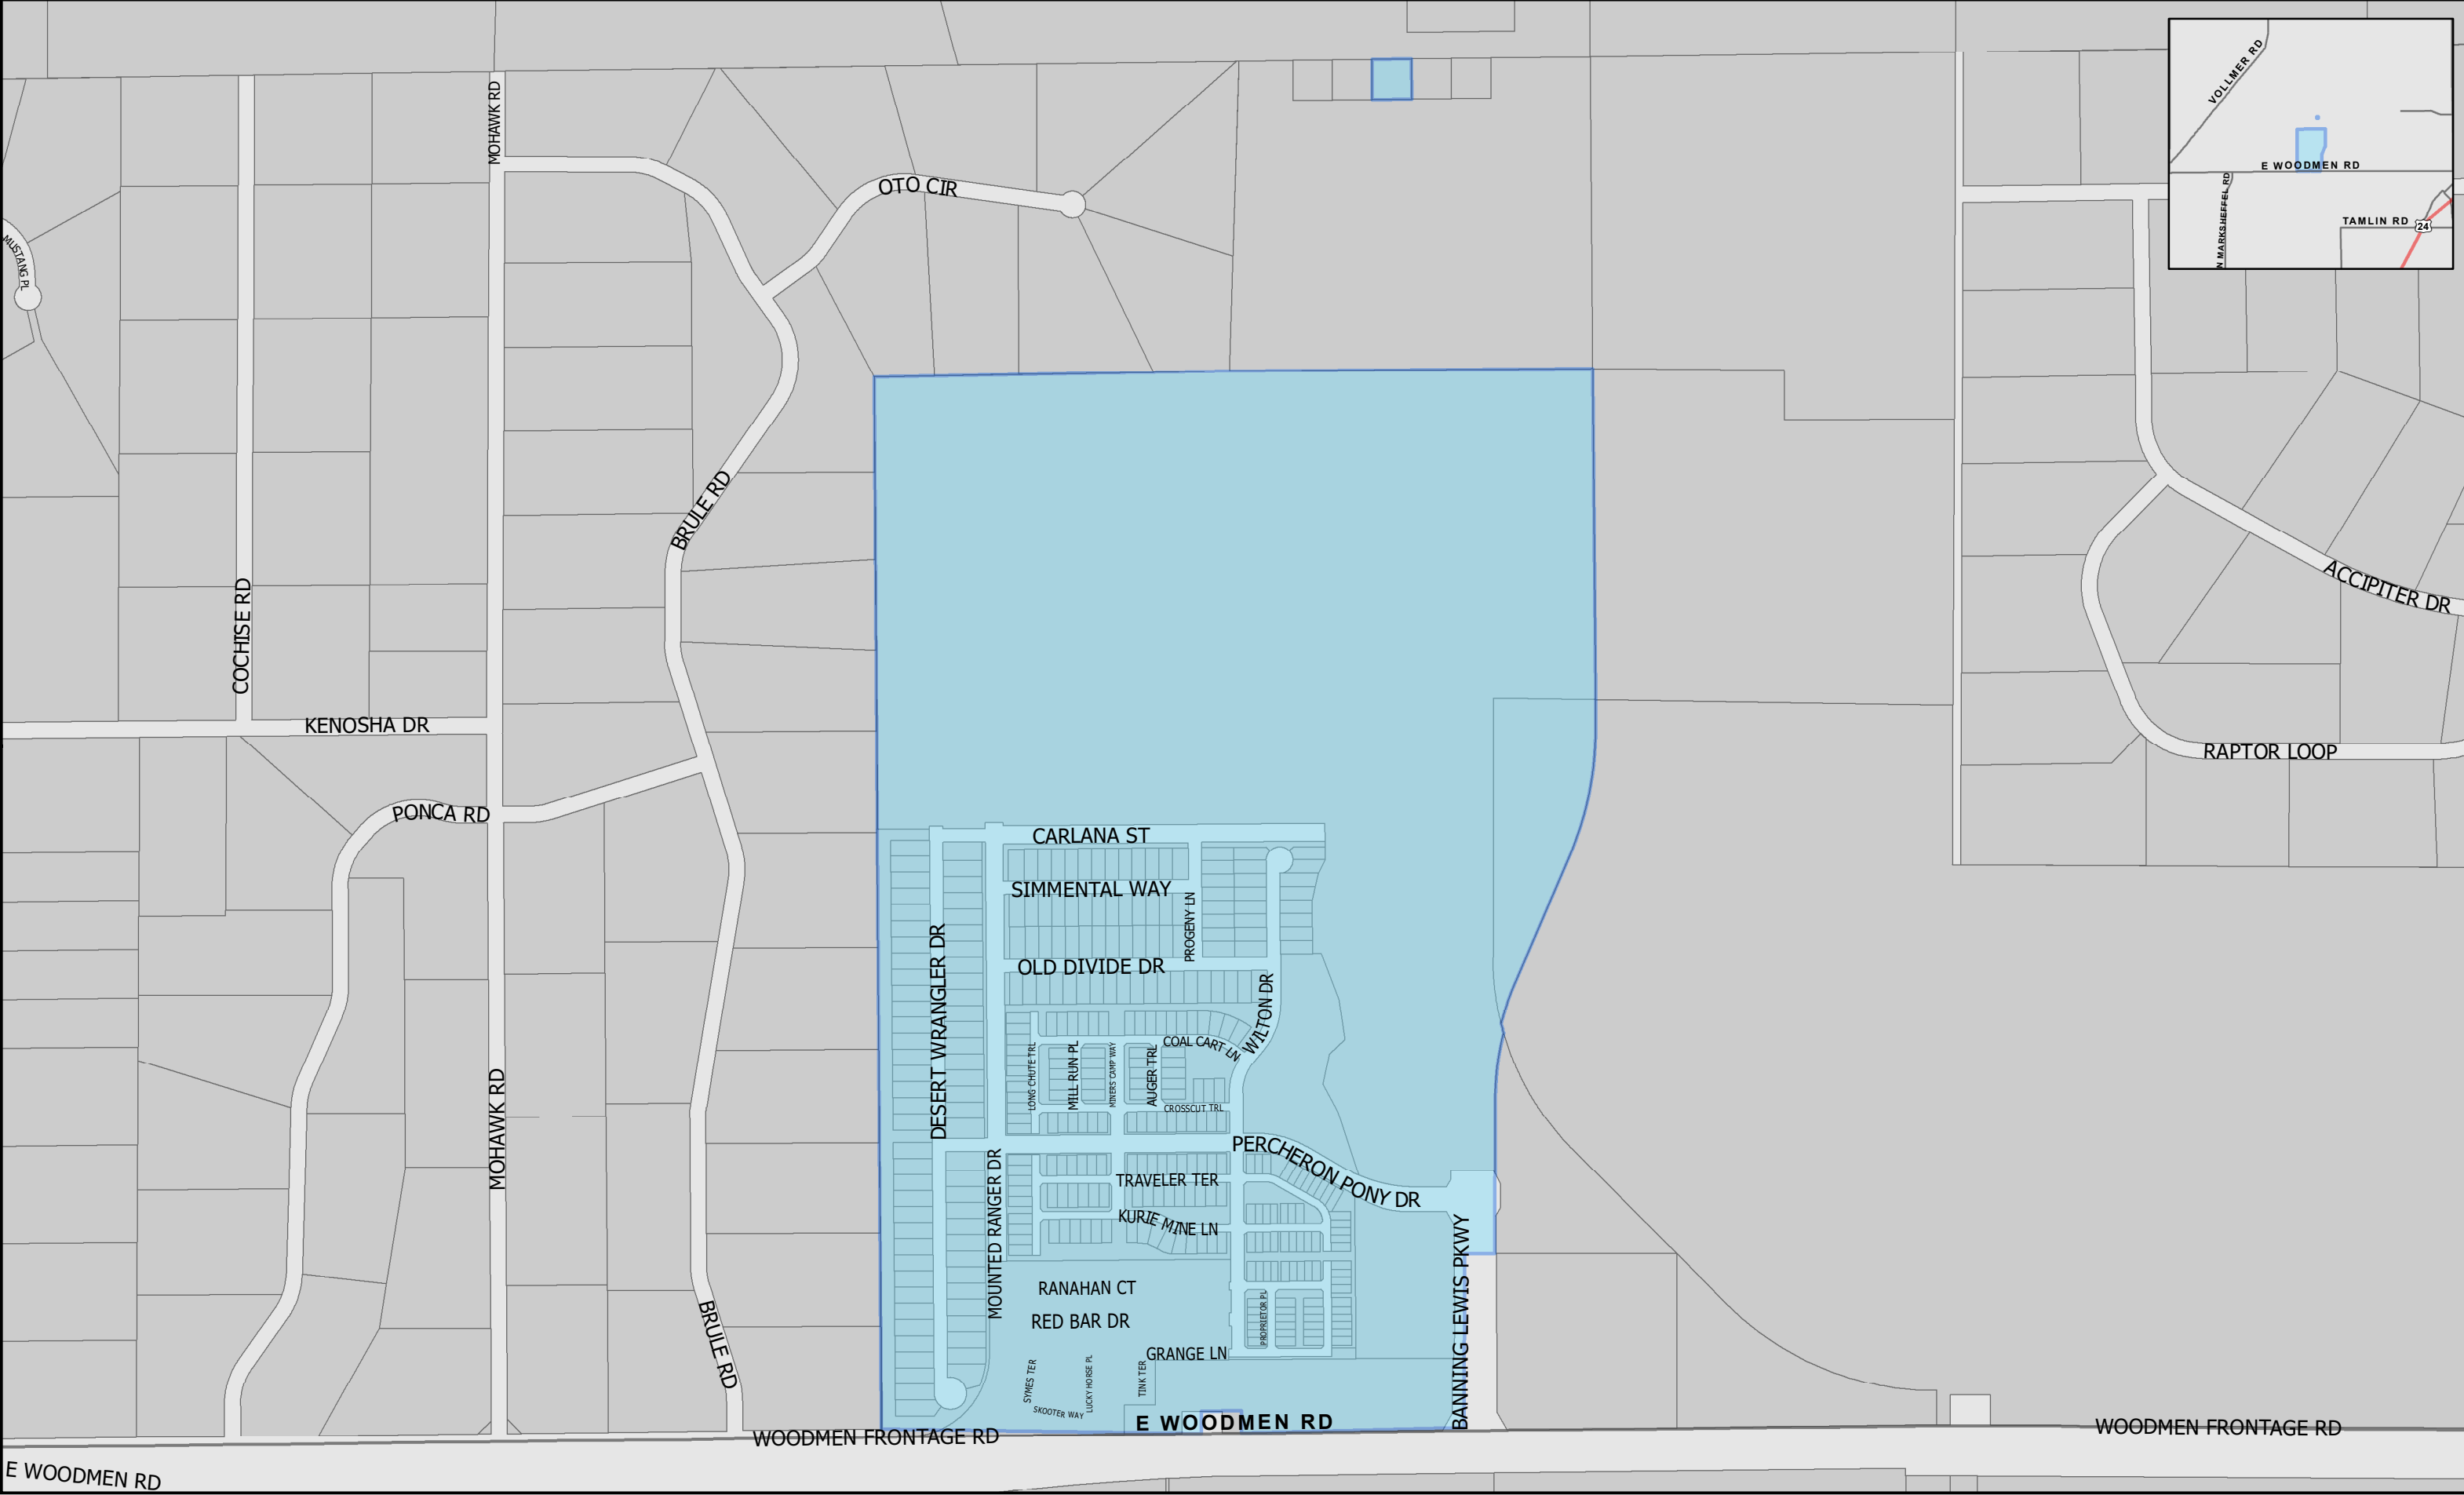 MOHAWK RD
OTO CIR
MUSTANG PL
VOLLMER RD
E WOODMEN RD
N MARKSHEFFEL RD
TAMLIN RD
24
BRULE RD
COCHISE RD
ACCIPITER DR
KENOSHA DR
RAPTOR LOOP
PONCA RD
CARLANA ST
SIMMENTAL WAY
PROGENY LN
DESERT WRANGLER DR
OLD DIVIDE DR
WILTON DR
COAL CART LN
LONG CHUTE TRL
MILL RUN PL
MINERS CAMP WAY
AUGER TRL
CROSSCUT TRL
MOHAWK RD
PERCHERON PONY DR
MOUNTED RANGER DR
TRAVELER TER
KURIE MINE LN
BANNING LEWIS PKWY
RANAHAN CT
RED BAR DR
PROPRIETOR PL
BRULE RD
GRANGE LN
SYMES TER
LUCKY HORSE PL
TINK TER
SKOOTER WAY
E WOODMEN RD
WOODMEN FRONTAGE RD
WOODMEN FRONTAGE RD
E WOODMEN RD